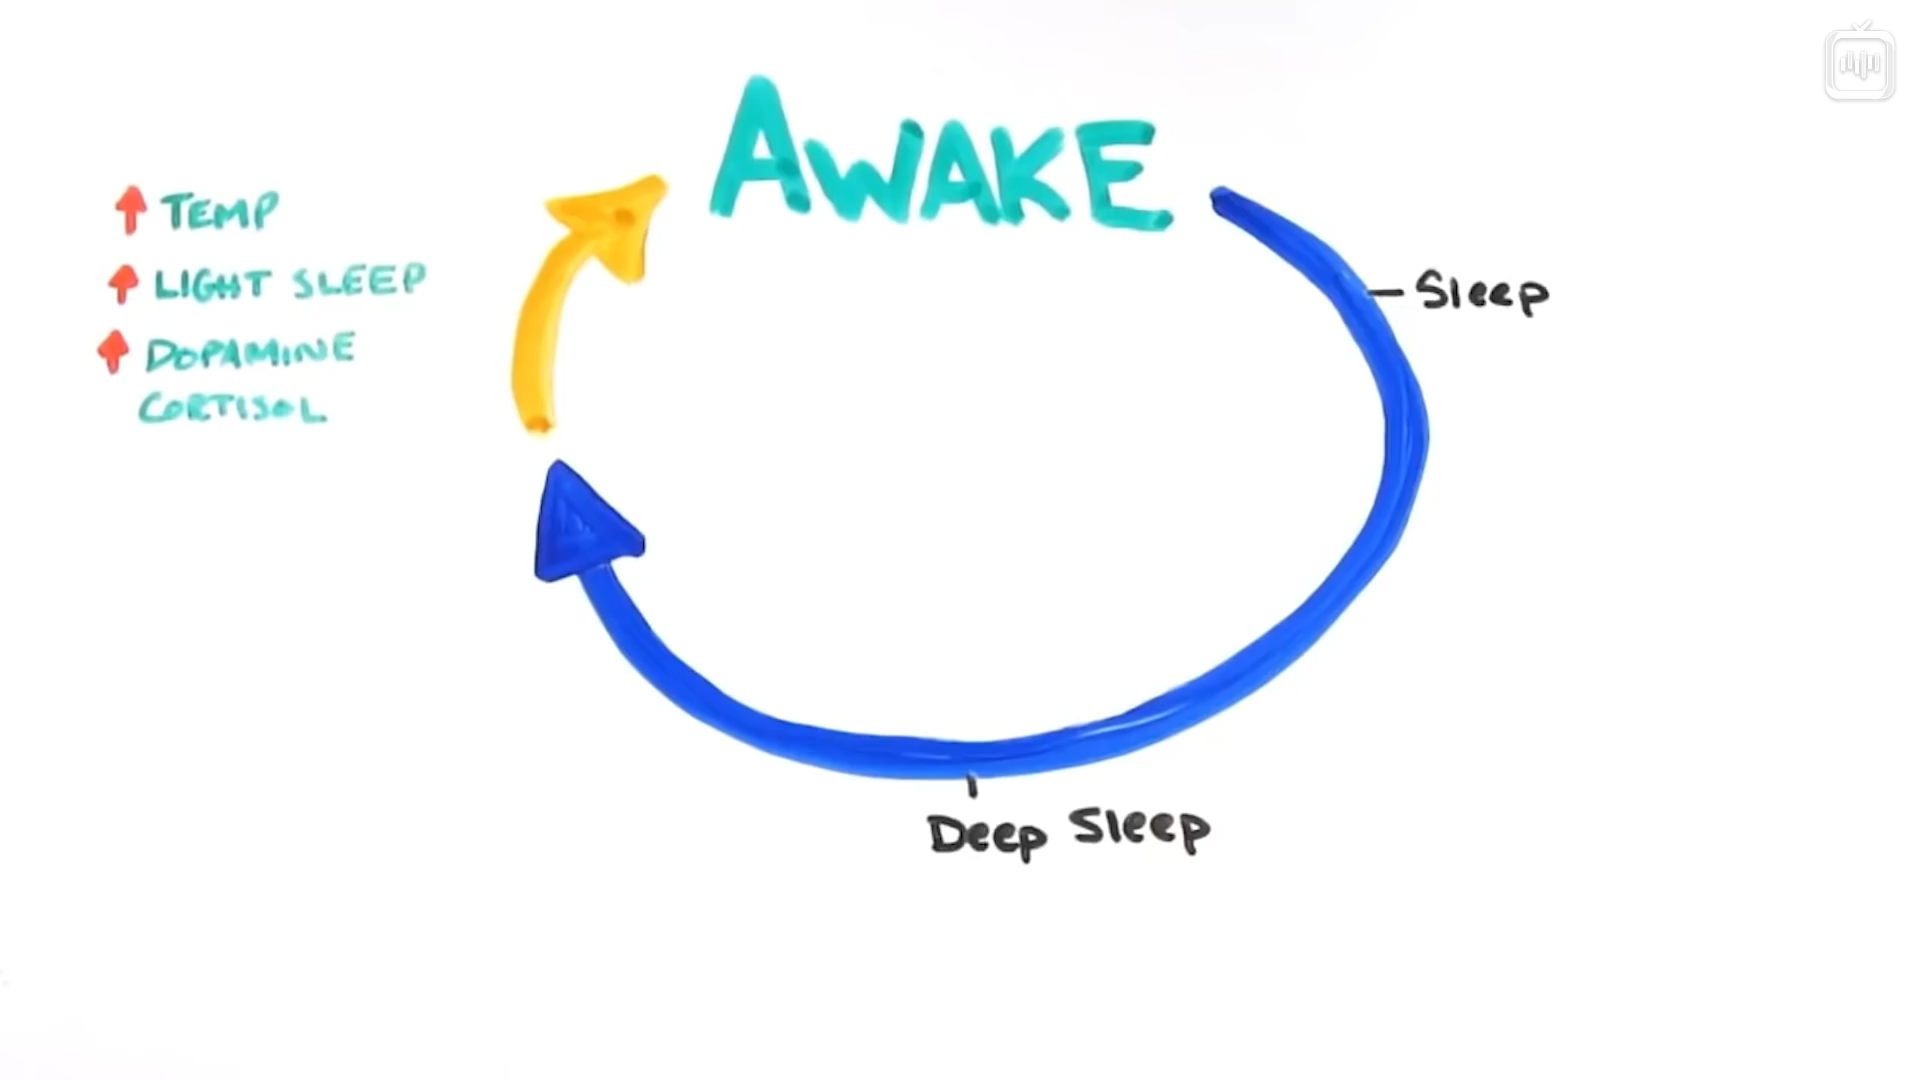 AWAKE
TEMP
LIGHT SLEEP
DOPAMINE
CORTISOL
Sleep
Deep Sleep